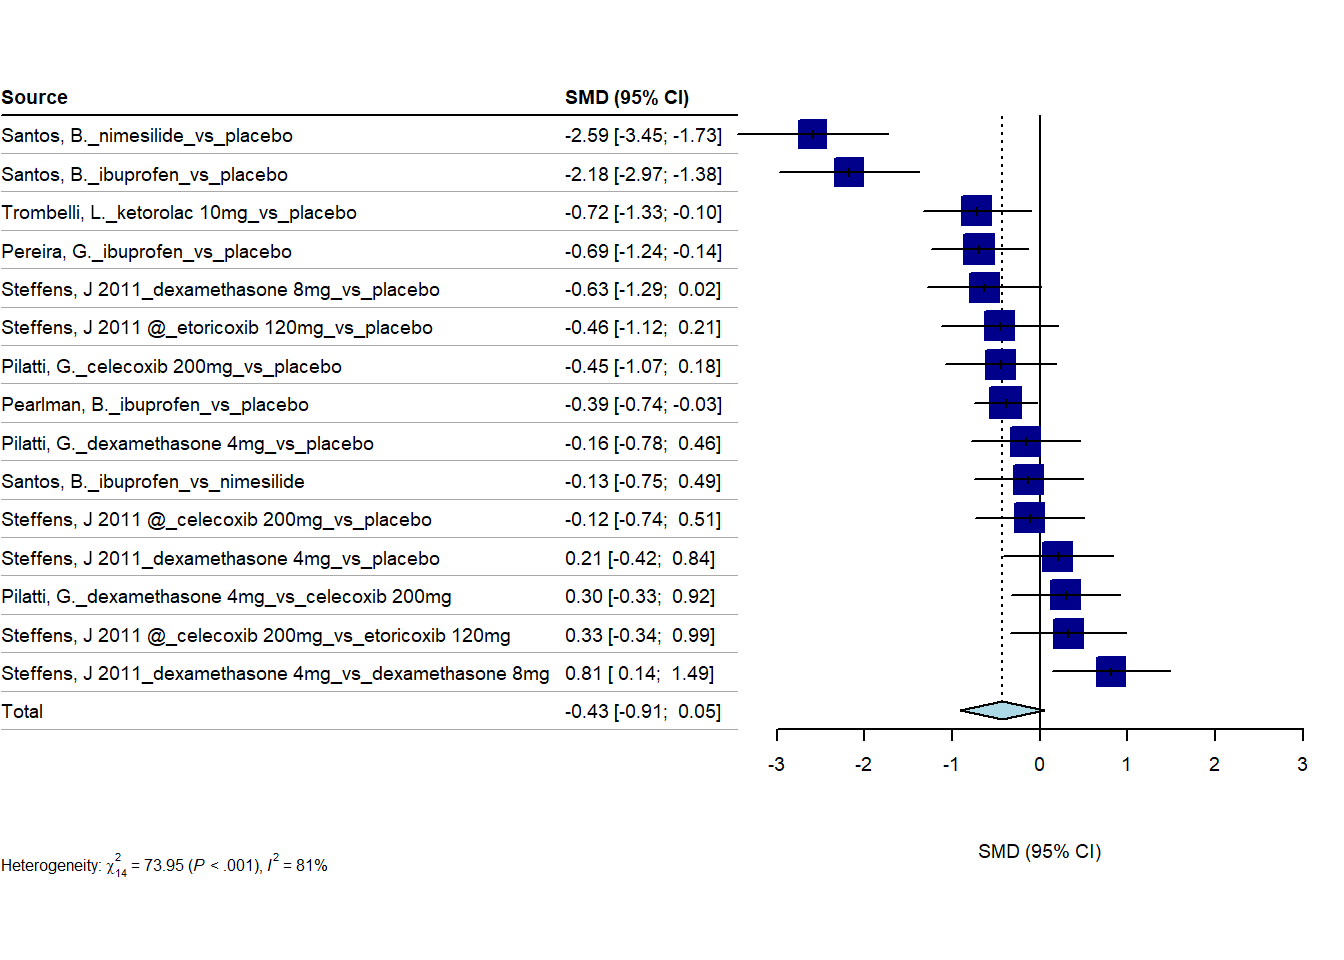 Source SMD (95% CI)
Santos, B._nimesilide_vs_placebo -2.59 [-3.45; -1.73]
Santos, B._ibuprofen_vs_placebo -2.18 [-2.97; -1.38]
Trombelli, L._ketorolac 10mg_vs_placebo -0.72 [-1.33; -0.10]
Pereira, G._ibuprofen_vs_placebo -0.69 [-1.24; -0.14]
Steffens, J 2011_dexamethasone 8mg_vs_placebo -0.63 [-1.29; 0.02]
Steffens, J 2011 @_etoricoxib 120mg_vs_placebo -0.46 [-1.12; 0.21]
Pilatti, G._celecoxib 200mg_vs_placebo -0.45 [-1.07; 0.18]
Pearlman, B._ibuprofen_vs_placebo -0.39 [-0.74; -0.03]
Pilatti, G._dexamethasone 4mg_vs_placebo -0.16 [-0.78; 0.46]
Santos, B._ibuprofen_vs_nimesilide -0.13 [-0.75; 0.49]
Steffens, J 2011 @_celecoxib 200mg_vs_placebo -0.12 [-0.74; 0.51]
Steffens, J 2011_dexamethasone 4mg_vs_placebo 0.21 [-0.42; 0.84]
Pilatti, G._dexamethasone 4mg_vs_celecoxib 200mg 0.30 [-0.33; 0.92]
Steffens, J 2011 @_celecoxib 200mg_vs_etoricoxib 120mg 0.33 [-0.34; 0.99]
Steffens, J 2011_dexamethasone 4mg_vs_dexamethasone 8mg 0.81 [ 0.14; 1.49]
Total -0.43 [-0.91; 0.05]
-3 -2 -1 0 1 2 3
SMD (95% CI)
Heterogeneity: χ²₁₄ = 73.95 (P < .001), I² = 81%